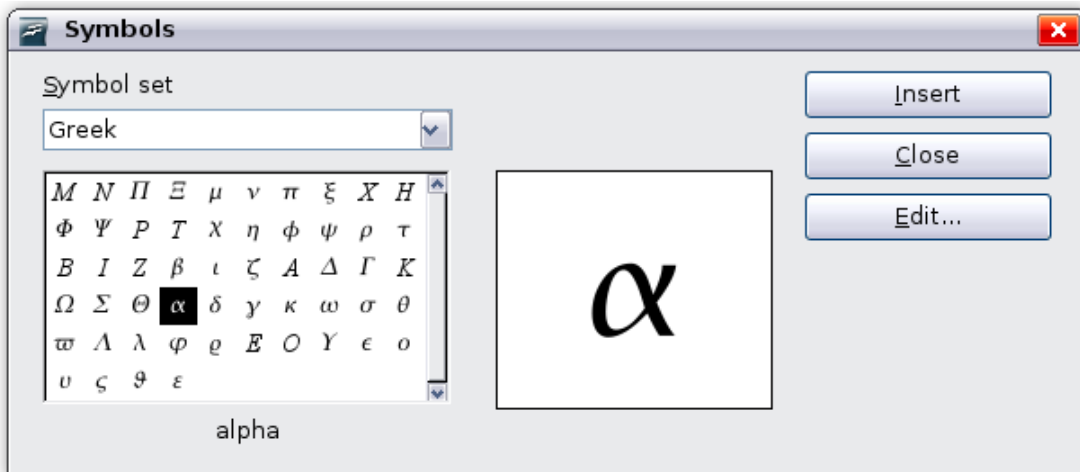 Symbols
Symbol set
Greek
Μ Ν Π Ξ μ ν π ξ Χ Η
Φ Ψ Ρ Τ χ η ϕ ψ ρ τ
Β Ι Ζ β ι ζ Α Δ Γ Κ
Ω Σ Θ α δ γ κ ω σ θ
ϖ Λ λ φ ϱ Ε Ο Υ ϵ ο
υ ς ϑ ε
alpha
α
Insert
Close
Edit...